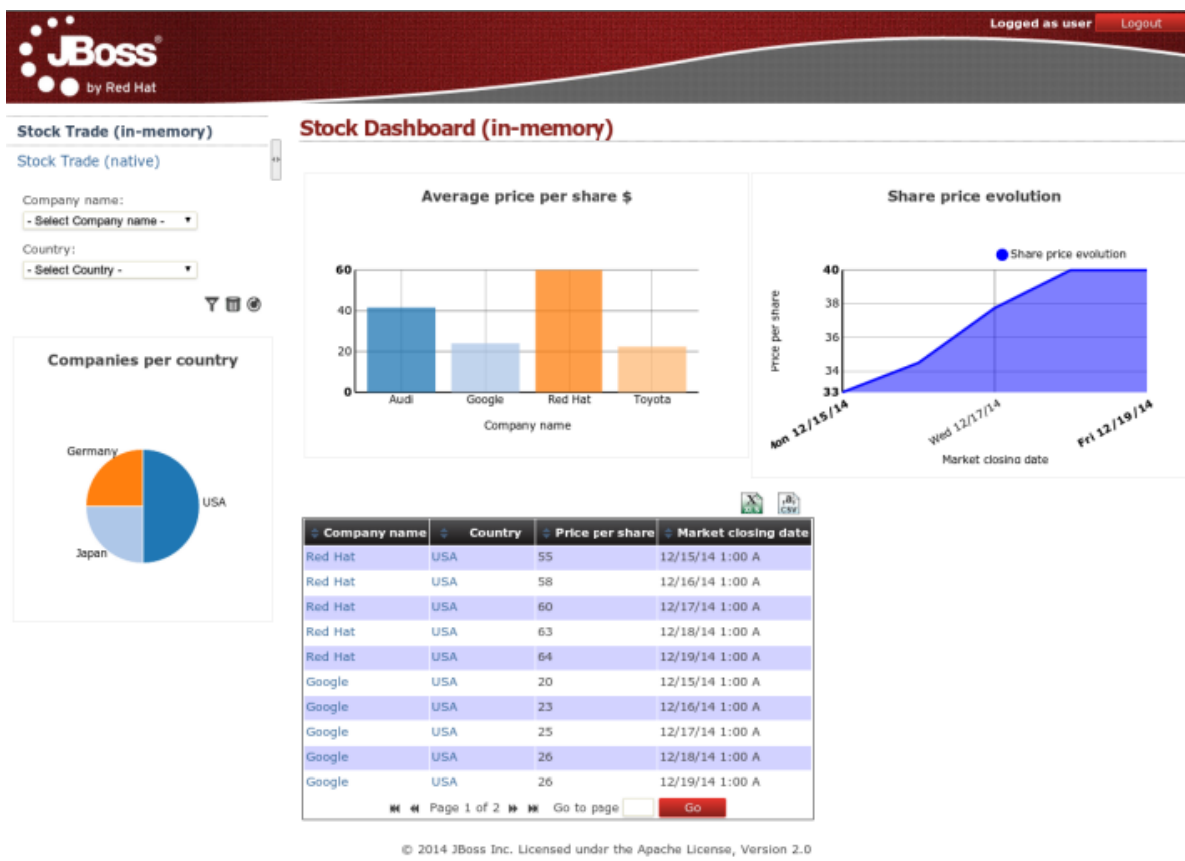 Logged as user Logout
JBoss®
by Red Hat
Stock Trade (in-memory)
Stock Trade (native)
Company name:
- Select Company name -
Country:
- Select Country -
Companies per country
Germany
USA
Japan
Stock Dashboard (in-memory)
Average price per share $
60
40
20
0
Audi Google Red Hat Toyota
Company name
Share price evolution
Share price evolution
Price per share
40
38
36
34
33
Mon 12/15/14 Wed 12/17/14 Fri 12/19/14
Market closing date
XLS CSV
Company name Country Price per share Market closing date
Red Hat USA 55 12/15/14 1:00 A
Red Hat USA 58 12/16/14 1:00 A
Red Hat USA 60 12/17/14 1:00 A
Red Hat USA 63 12/18/14 1:00 A
Red Hat USA 64 12/19/14 1:00 A
Google USA 20 12/15/14 1:00 A
Google USA 23 12/16/14 1:00 A
Google USA 25 12/17/14 1:00 A
Google USA 26 12/18/14 1:00 A
Google USA 26 12/19/14 1:00 A
Page 1 of 2 Go to page Go
© 2014 JBoss Inc. Licensed under the Apache License, Version 2.0